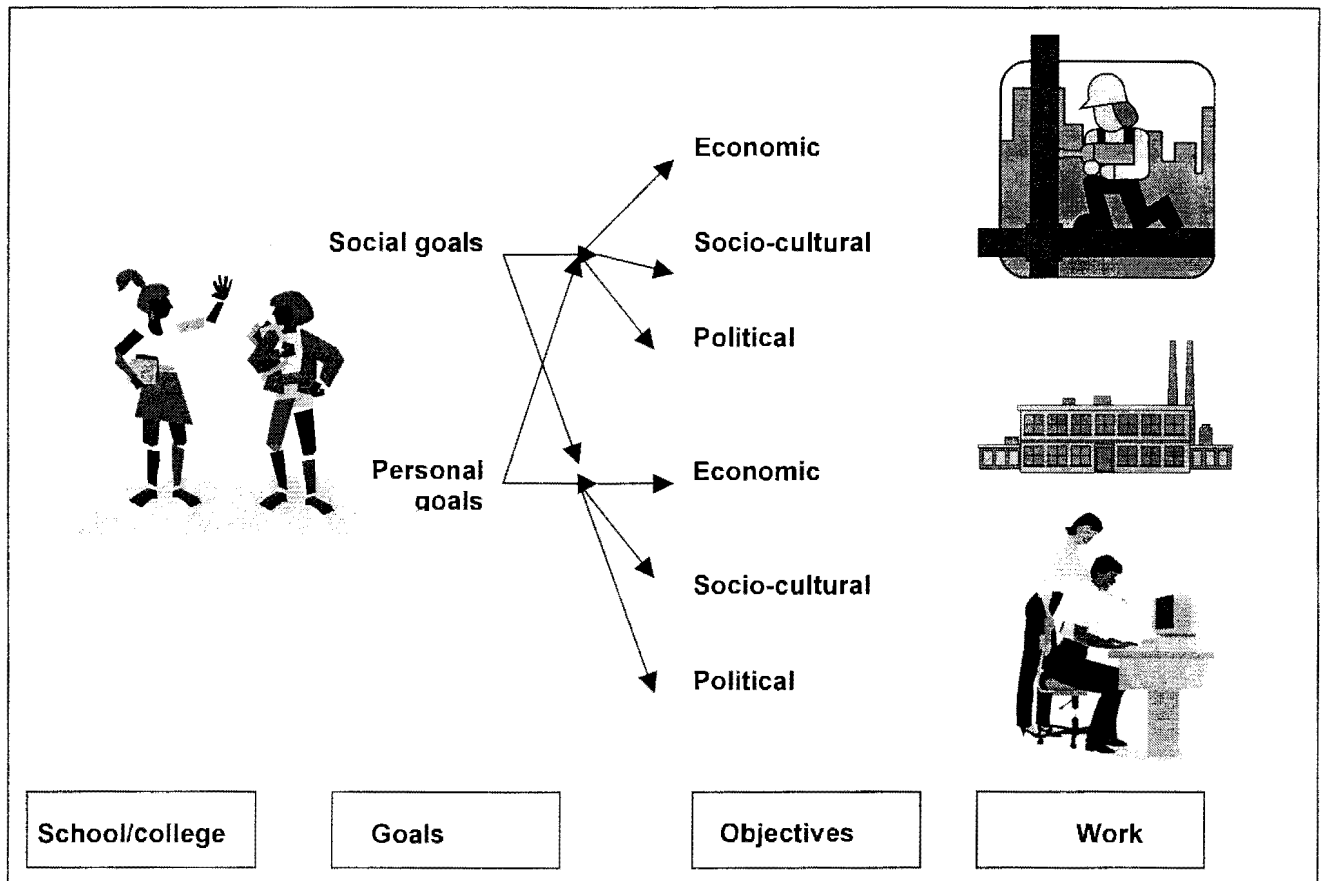 Economic
Social goals
Socio-cultural
Political
Personal
goals
Economic
Socio-cultural
Political
School/college
Goals
Objectives
Work